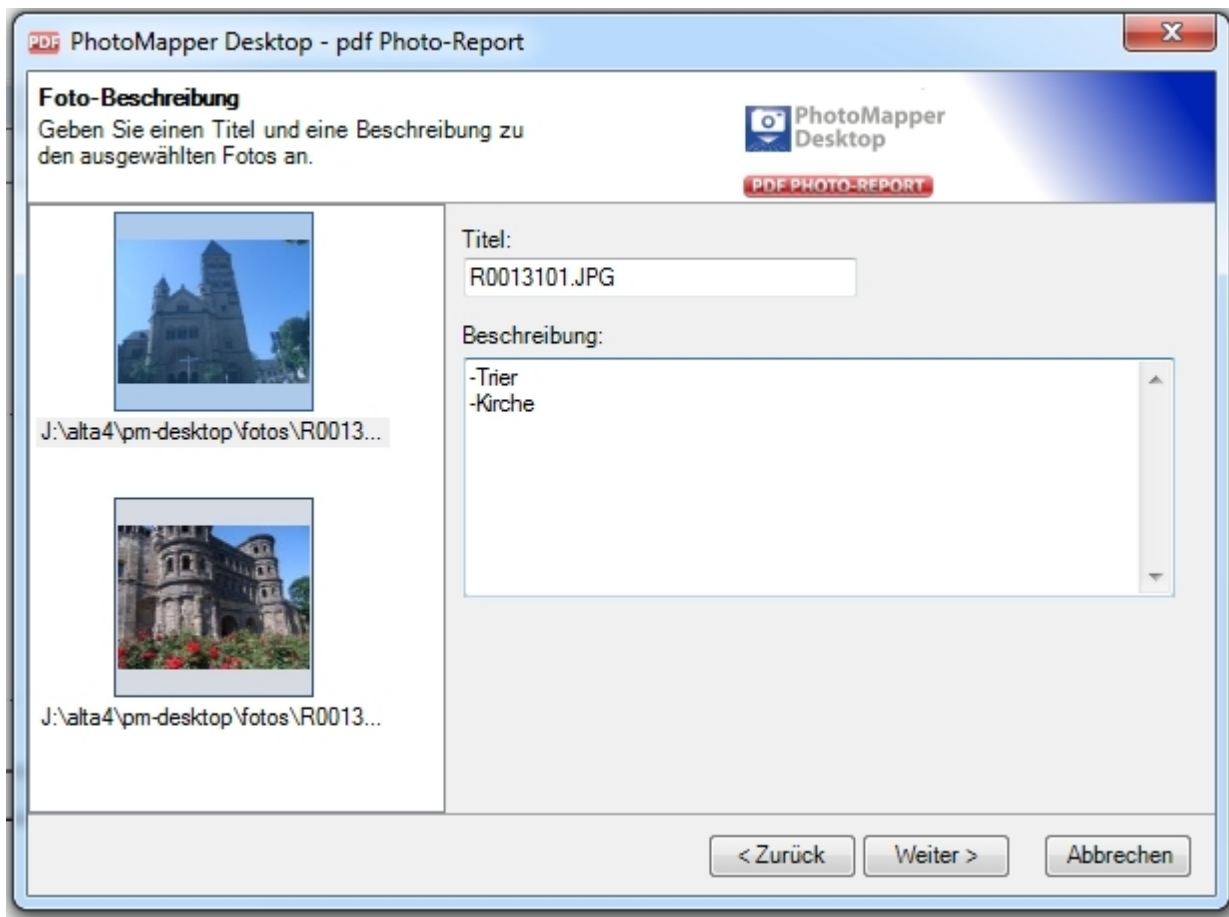 PDF PhotoMapper Desktop - pdf Photo-Report
Foto-Beschreibung
Geben Sie einen Titel und eine Beschreibung zu
den ausgewählten Fotos an.
PhotoMapper
Desktop
PDF PHOTO-REPORT
J:\alta4\pm-desktop\fotos\R0013...
J:\alta4\pm-desktop\fotos\R0013...
Titel:
R0013101.JPG
Beschreibung:
-Trier
-Kirche
< Zurück
Weiter >
Abbrechen